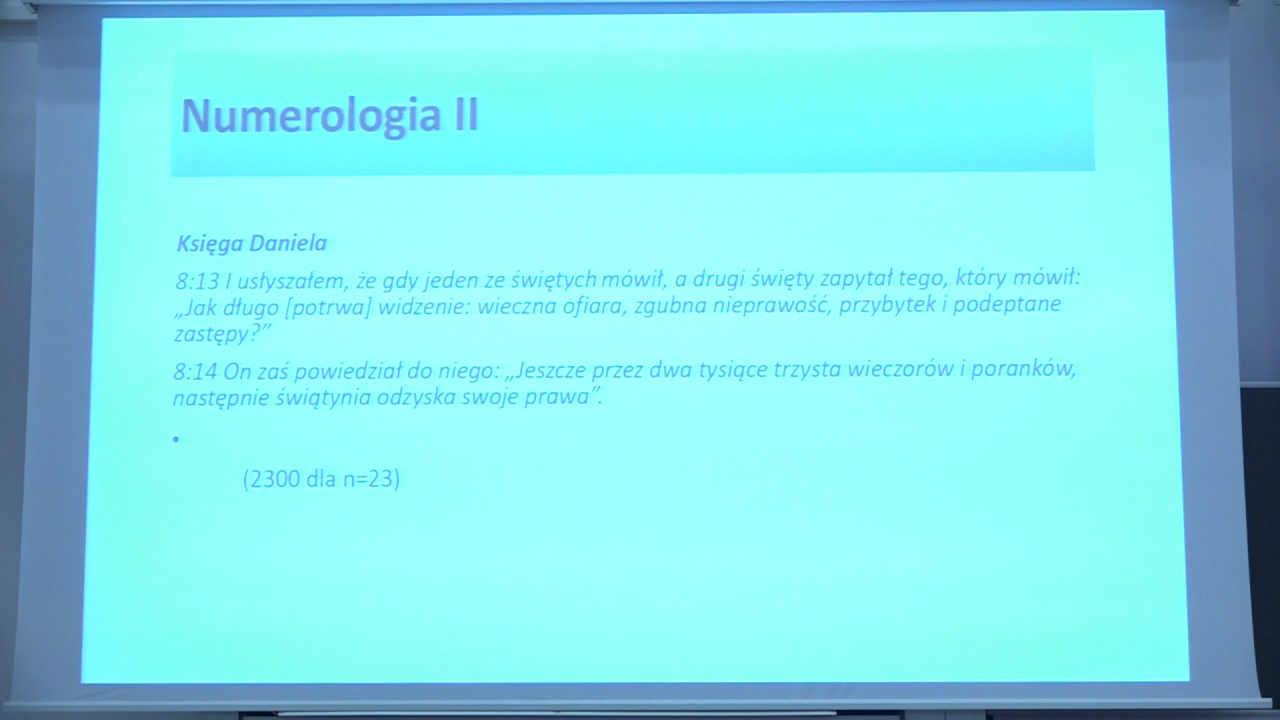 Numerologia II
Księga Daniela
8:13 I usłyszałem, że gdy jeden ze świętych mówił, a drugi święty zapytał tego, który mówił:
„Jak długo [potrwa] widzenie: wieczna ofiara, zgubna nieprawość, przybytek i podeptane
zastępy?”
8:14 On zaś powiedział do niego: „Jeszcze przez dwa tysiące trzysta wieczorów i poranków,
następnie świątynia odzyska swoje prawa”.
•
(2300 dla n=23)